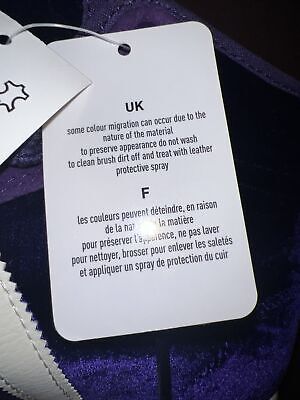 UK
some colour migration can occur due to the
nature of the material
to preserve appearance do not wash
to clean brush dirt off and treat with leather
protective spray
F
les couleurs peuvent déteindre, en raison
de la nature de la matière
pour préserver l'apparence, ne pas laver
pour nettoyer, brosser pour enlever les saletés
et appliquer un spray de protection du cuir